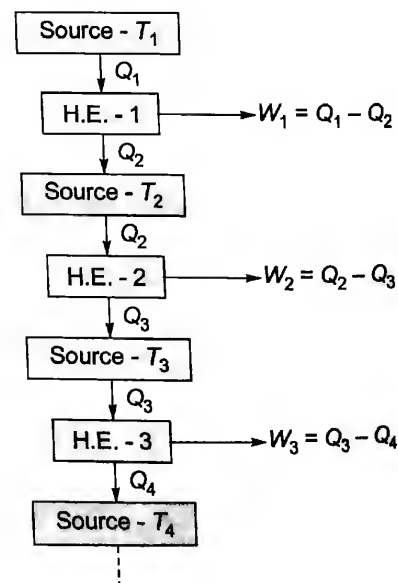 Source - T₁
Q₁
H.E. - 1
W₁ = Q₁ – Q₂
Q₂
Source - T₂
Q₂
H.E. - 2
W₂ = Q₂ – Q₃
Q₃
Source - T₃
Q₃
H.E. - 3
W₃ = Q₃ – Q₄
Q₄
Source - T₄